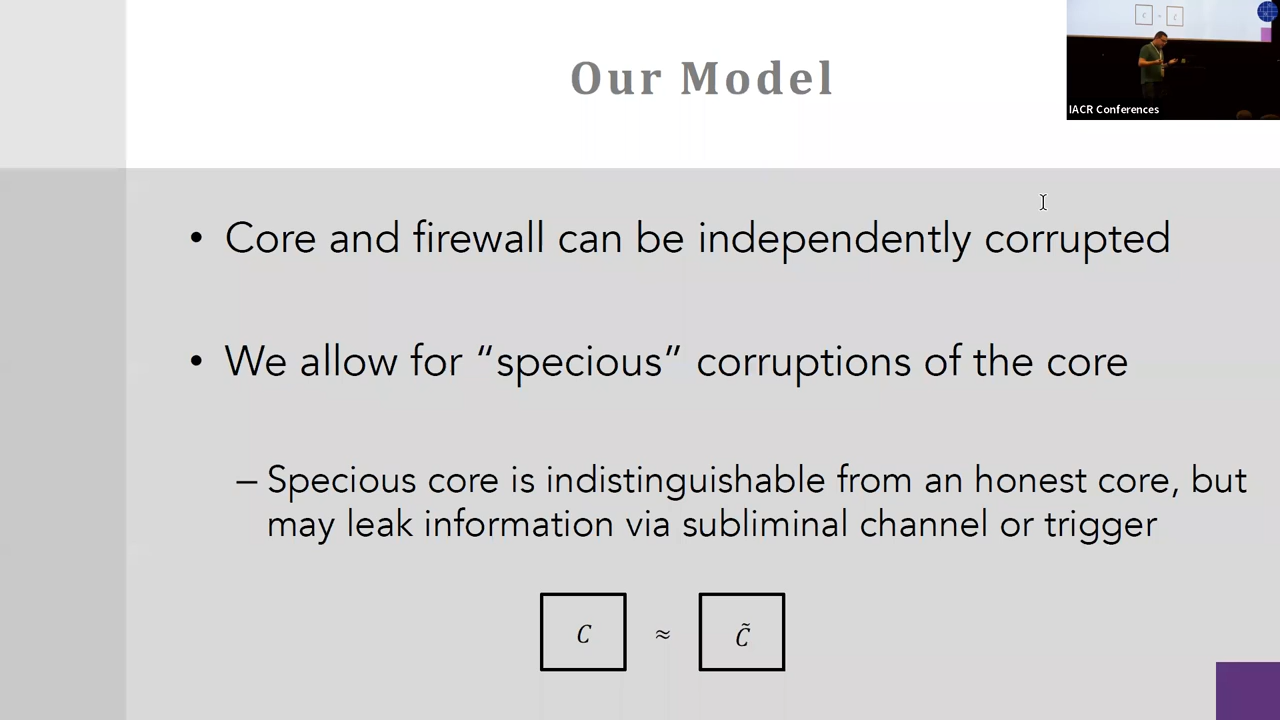 Our Model
IACR Conferences
• Core and firewall can be independently corrupted
• We allow for “specious” corruptions of the core
– Specious core is indistinguishable from an honest core, but
may leak information via subliminal channel or trigger
C ≈ C̃